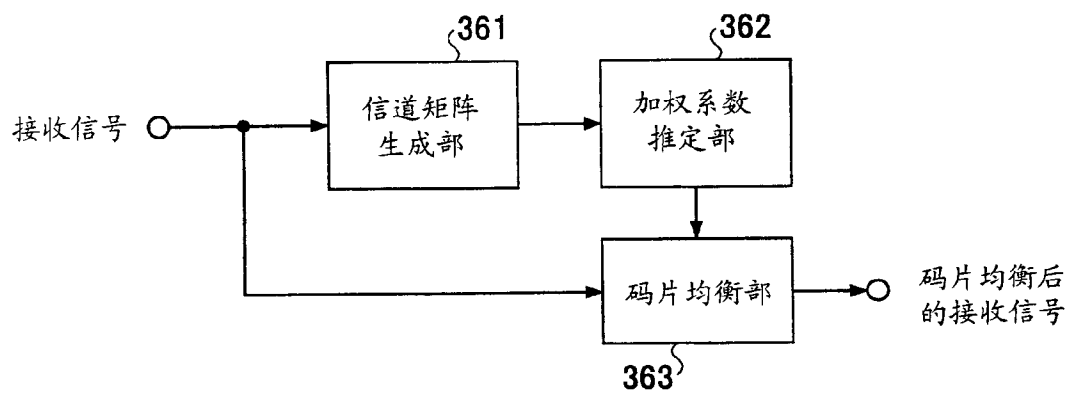 361
362
接收信号
信道矩阵
生成部
加权系数
推定部
码片均衡部
码片均衡后
的接收信号
363